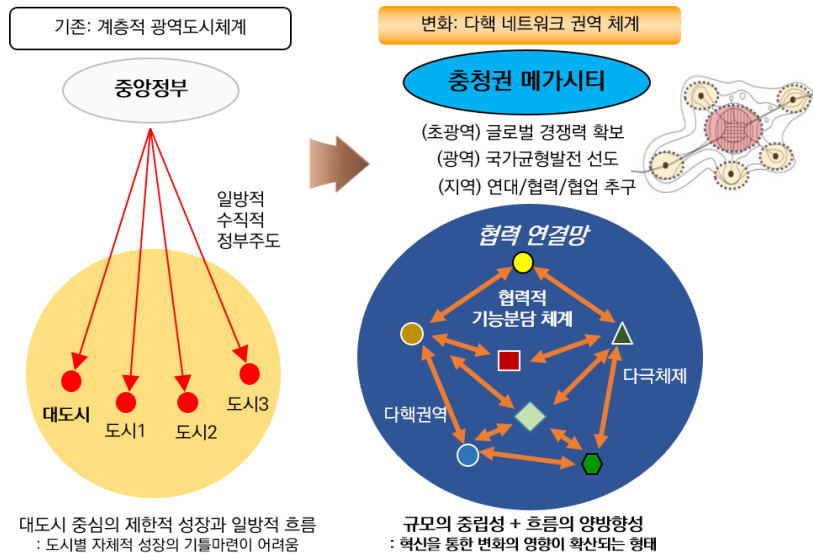 기존: 계층적 광역도시체계
중앙정부
일방적
수직적
정부주도
대도시
도시1
도시2
도시3
대도시 중심의 제한적 성장과 일방적 흐름
: 도시별 자체적 성장의 기틀마련이 어려움
변화: 다핵 네트워크 권역 체계
충청권 메가시티
(초광역) 글로벌 경쟁력 확보
(광역) 국가균형발전 선도
(지역) 연대/협력/협업 추구
협력 연결망
협력적
기능분담 체계
다극체제
다핵권역
규모의 중립성 + 흐름의 양방향성
: 혁신을 통한 변화의 영향이 확산되는 형태